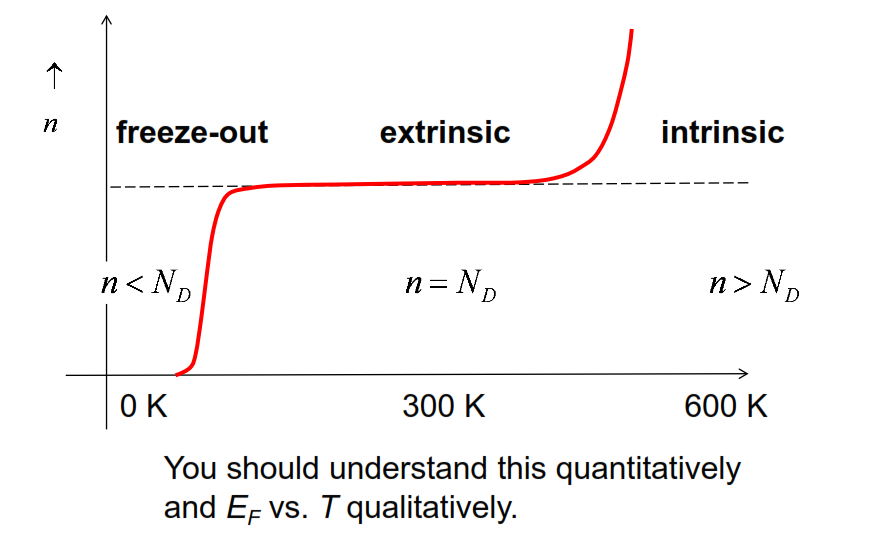 n
freeze-out extrinsic intrinsic
n < N_D n = N_D n > N_D
0 K 300 K 600 K
You should understand this quantitatively
and E_F vs. T qualitatively.